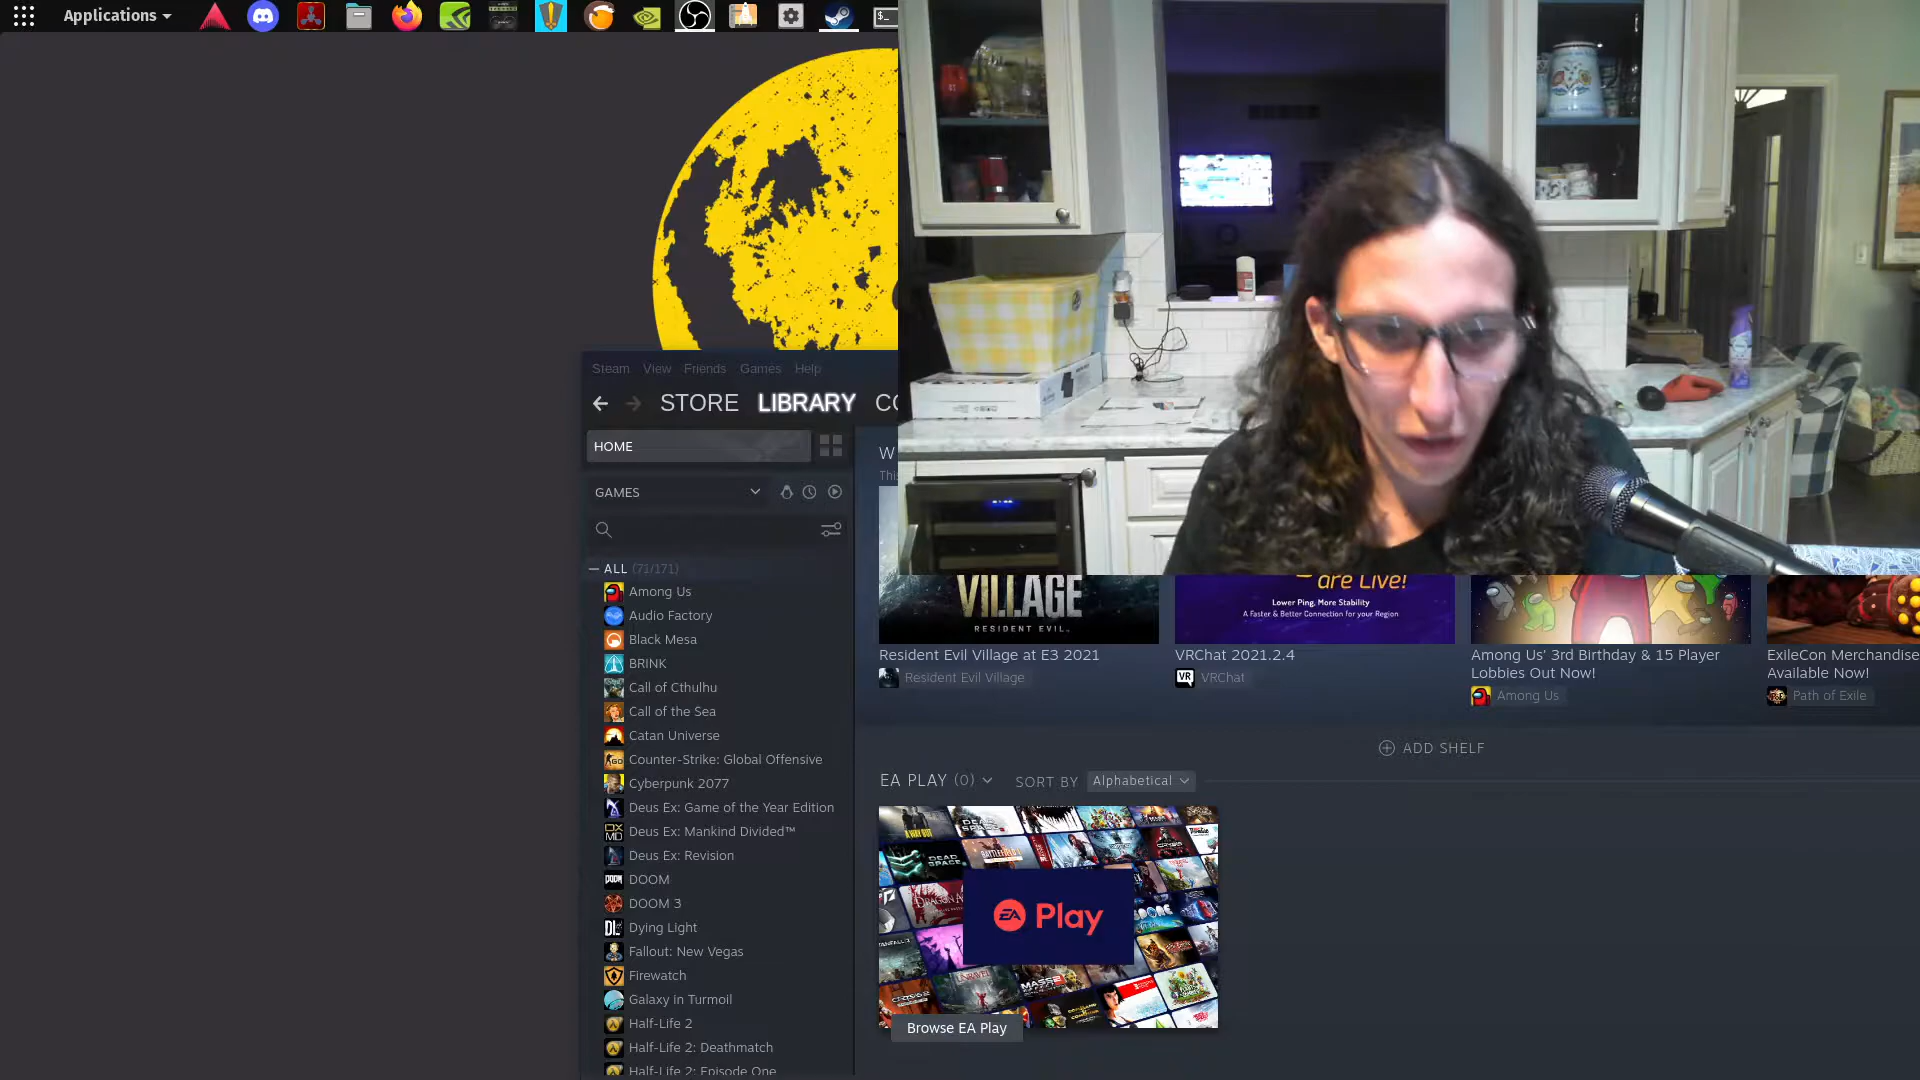 Applications
Steam View Friends Games Help
STORE LIBRARY CO
HOME
GAMES
ALL (71/171)
Among Us
Audio Factory
Black Mesa
BRINK
Call of Cthulhu
Call of the Sea
Catan Universe
Counter-Strike: Global Offensive
Cyberpunk 2077
Deus Ex: Game of the Year Edition
Deus Ex: Mankind Divided™
Deus Ex: Revision
DOOM
DOOM 3
Dying Light
Fallout: New Vegas
Firewatch
Galaxy in Turmoil
Half-Life 2
Half-Life 2: Deathmatch
Half-Life 2: Episode One
W
This
VILLAGE
RESIDENT EVIL
Resident Evil Village at E3 2021
Resident Evil Village
are Live!
Lower Ping, More Stability
A Faster & Better Connection for your Region
VRChat 2021.2.4
VR
VRChat
Among Us' 3rd Birthday & 15 Player
Lobbies Out Now!
Among Us
ExileCon Merchandise
Available Now!
Path of Exile
ADD SHELF
EA PLAY (0) SORT BY Alphabetical
EA Play
Browse EA Play